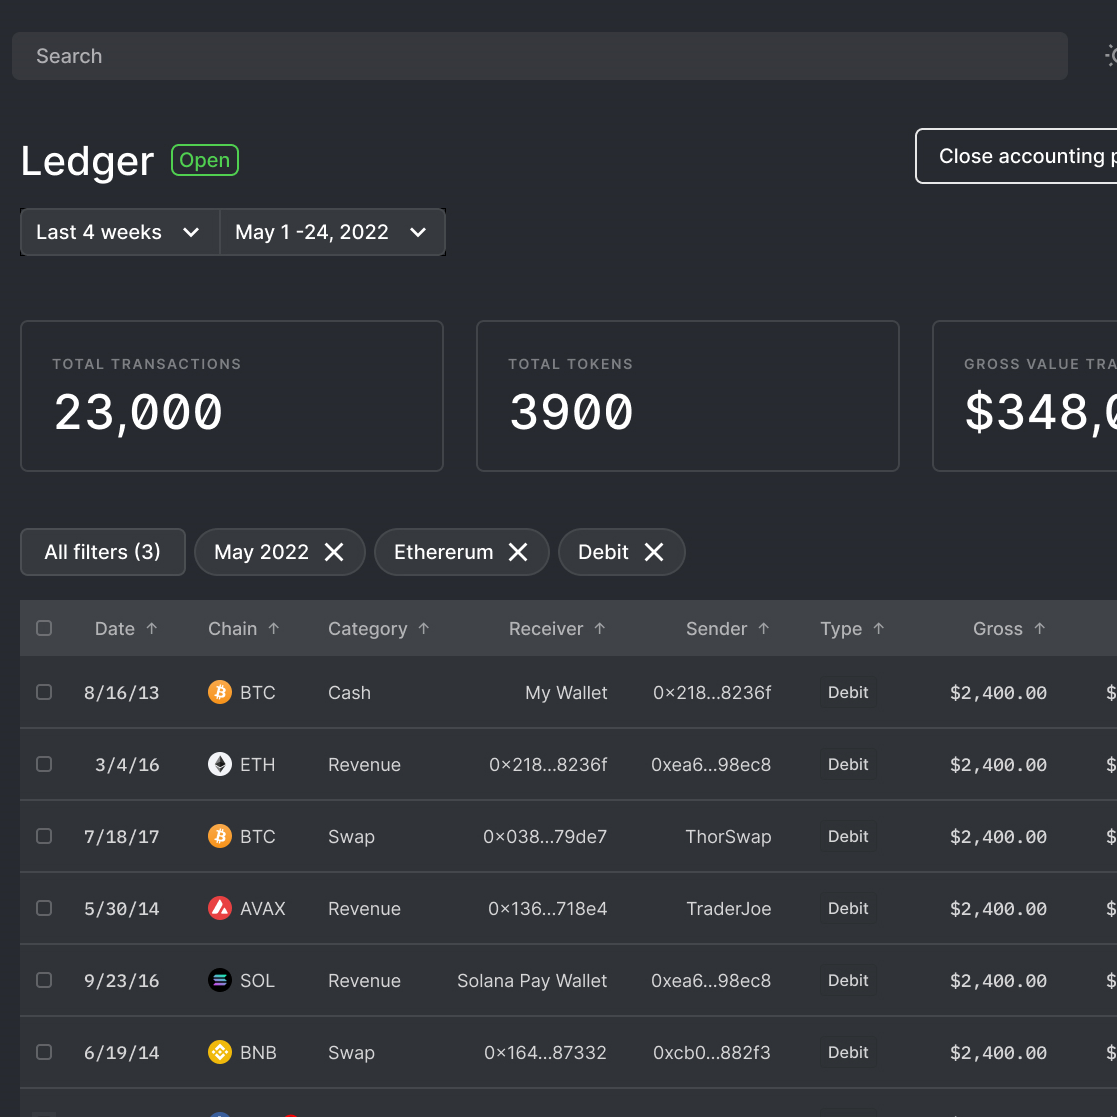 Search
Ledger Open
Close accounting p
Last 4 weeks May 1 -24, 2022
TOTAL TRANSACTIONS TOTAL TOKENS GROSS VALUE TRA
23,000 3900 $348,0
All filters (3) May 2022 Ethererum Debit
Date ↑ Chain ↑ Category ↑ Receiver ↑ Sender ↑ Type ↑ Gross ↑
8/16/13 BTC Cash My Wallet 0×218...8236f Debit $2,400.00 $
3/4/16 ETH Revenue 0×218...8236f 0xea6...98ec8 Debit $2,400.00 $
7/18/17 BTC Swap 0×038...79de7 ThorSwap Debit $2,400.00 $
5/30/14 AVAX Revenue 0×136...718e4 TraderJoe Debit $2,400.00 $
9/23/16 SOL Revenue Solana Pay Wallet 0xea6...98ec8 Debit $2,400.00 $
6/19/14 BNB Swap 0×164...87332 0xcb0...882f3 Debit $2,400.00 $